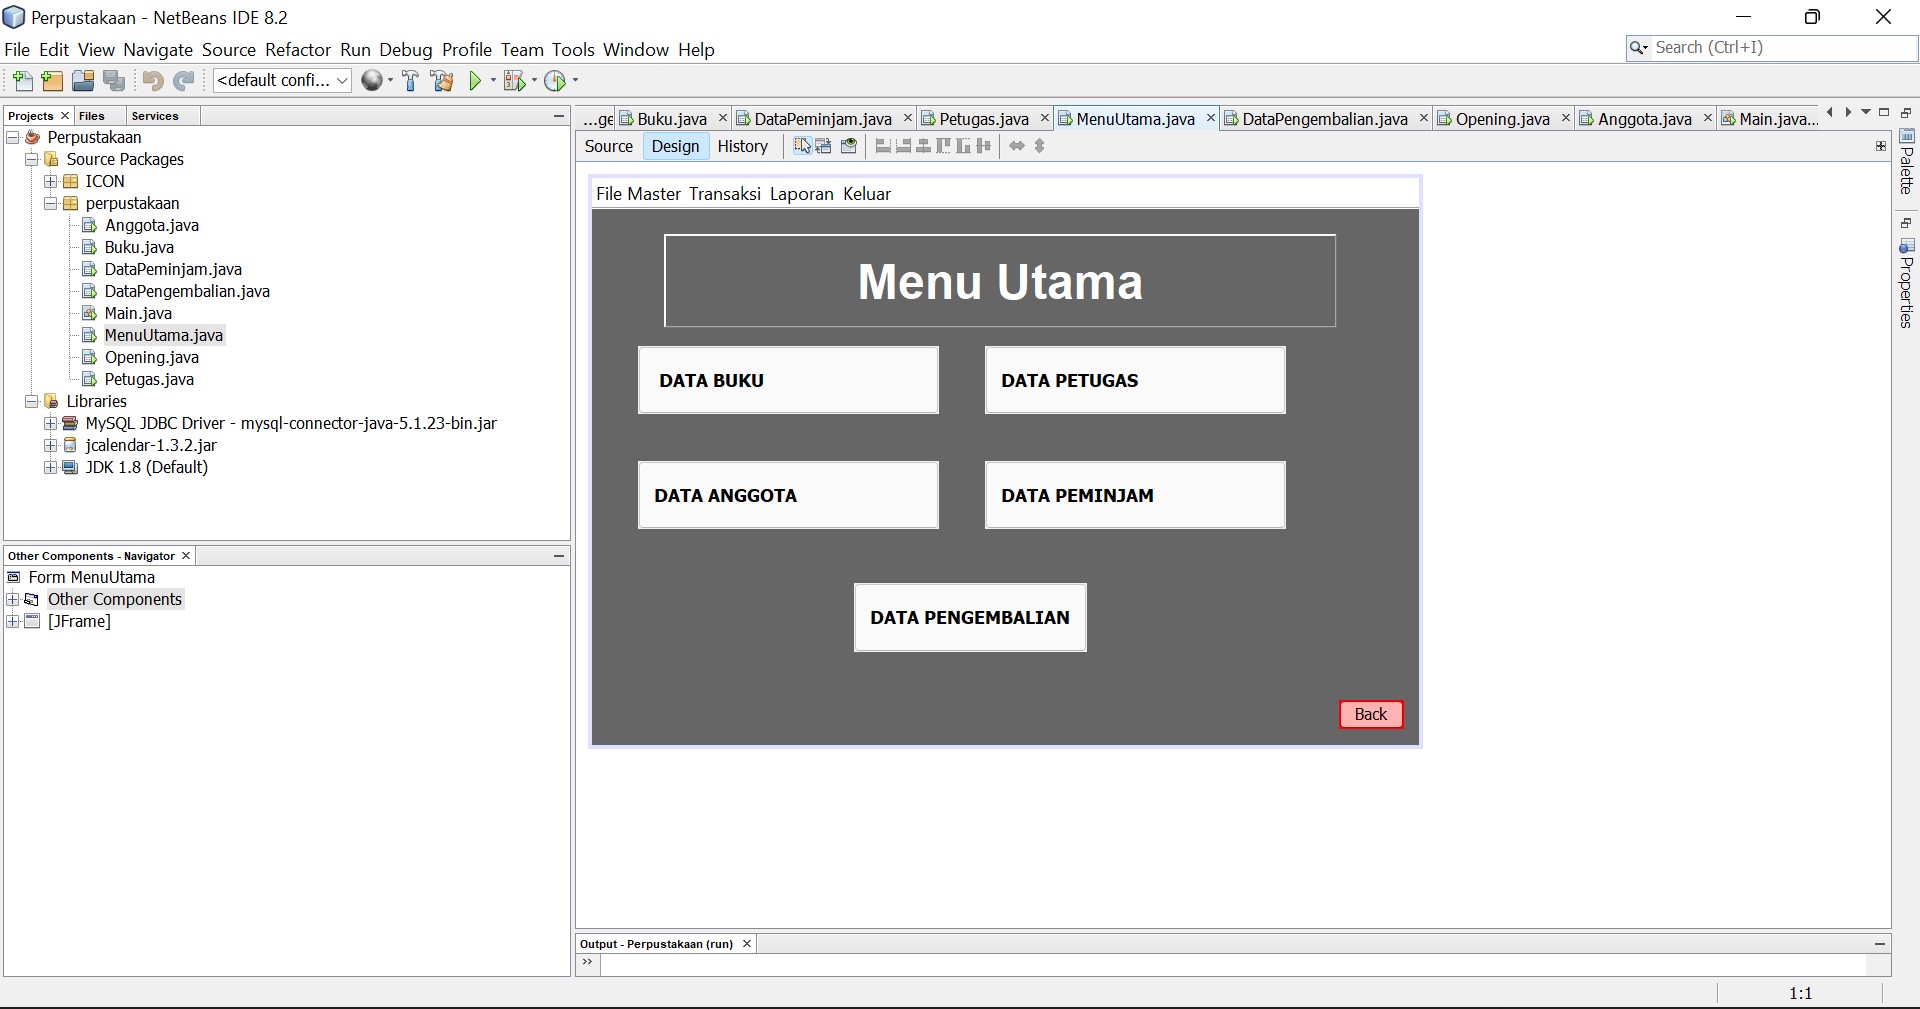 Perpustakaan - NetBeans IDE 8.2
File Edit View Navigate Source Refactor Run Debug Profile Team Tools Window Help
Search (Ctrl+I)
<default confi...
Projects Files Services
Perpustakaan
Source Packages
ICON
perpustakaan
Anggota.java
Buku.java
DataPeminjam.java
DataPengembalian.java
Main.java
MenuUtama.java
Opening.java
Petugas.java
Libraries
MySQL JDBC Driver - mysql-connector-java-5.1.23-bin.jar
jcalendar-1.3.2.jar
JDK 1.8 (Default)
Other Components - Navigator
Form MenuUtama
Other Components
[JFrame]
...ge Buku.java DataPeminjam.java Petugas.java MenuUtama.java DataPengembalian.java Opening.java Anggota.java Main.java...
Source Design History
File Master Transaksi Laporan Keluar
Menu Utama
DATA BUKU DATA PETUGAS
DATA ANGGOTA DATA PEMINJAM
DATA PENGEMBALIAN
Back
Palette
Properties
Output - Perpustakaan (run)
>>
1:1